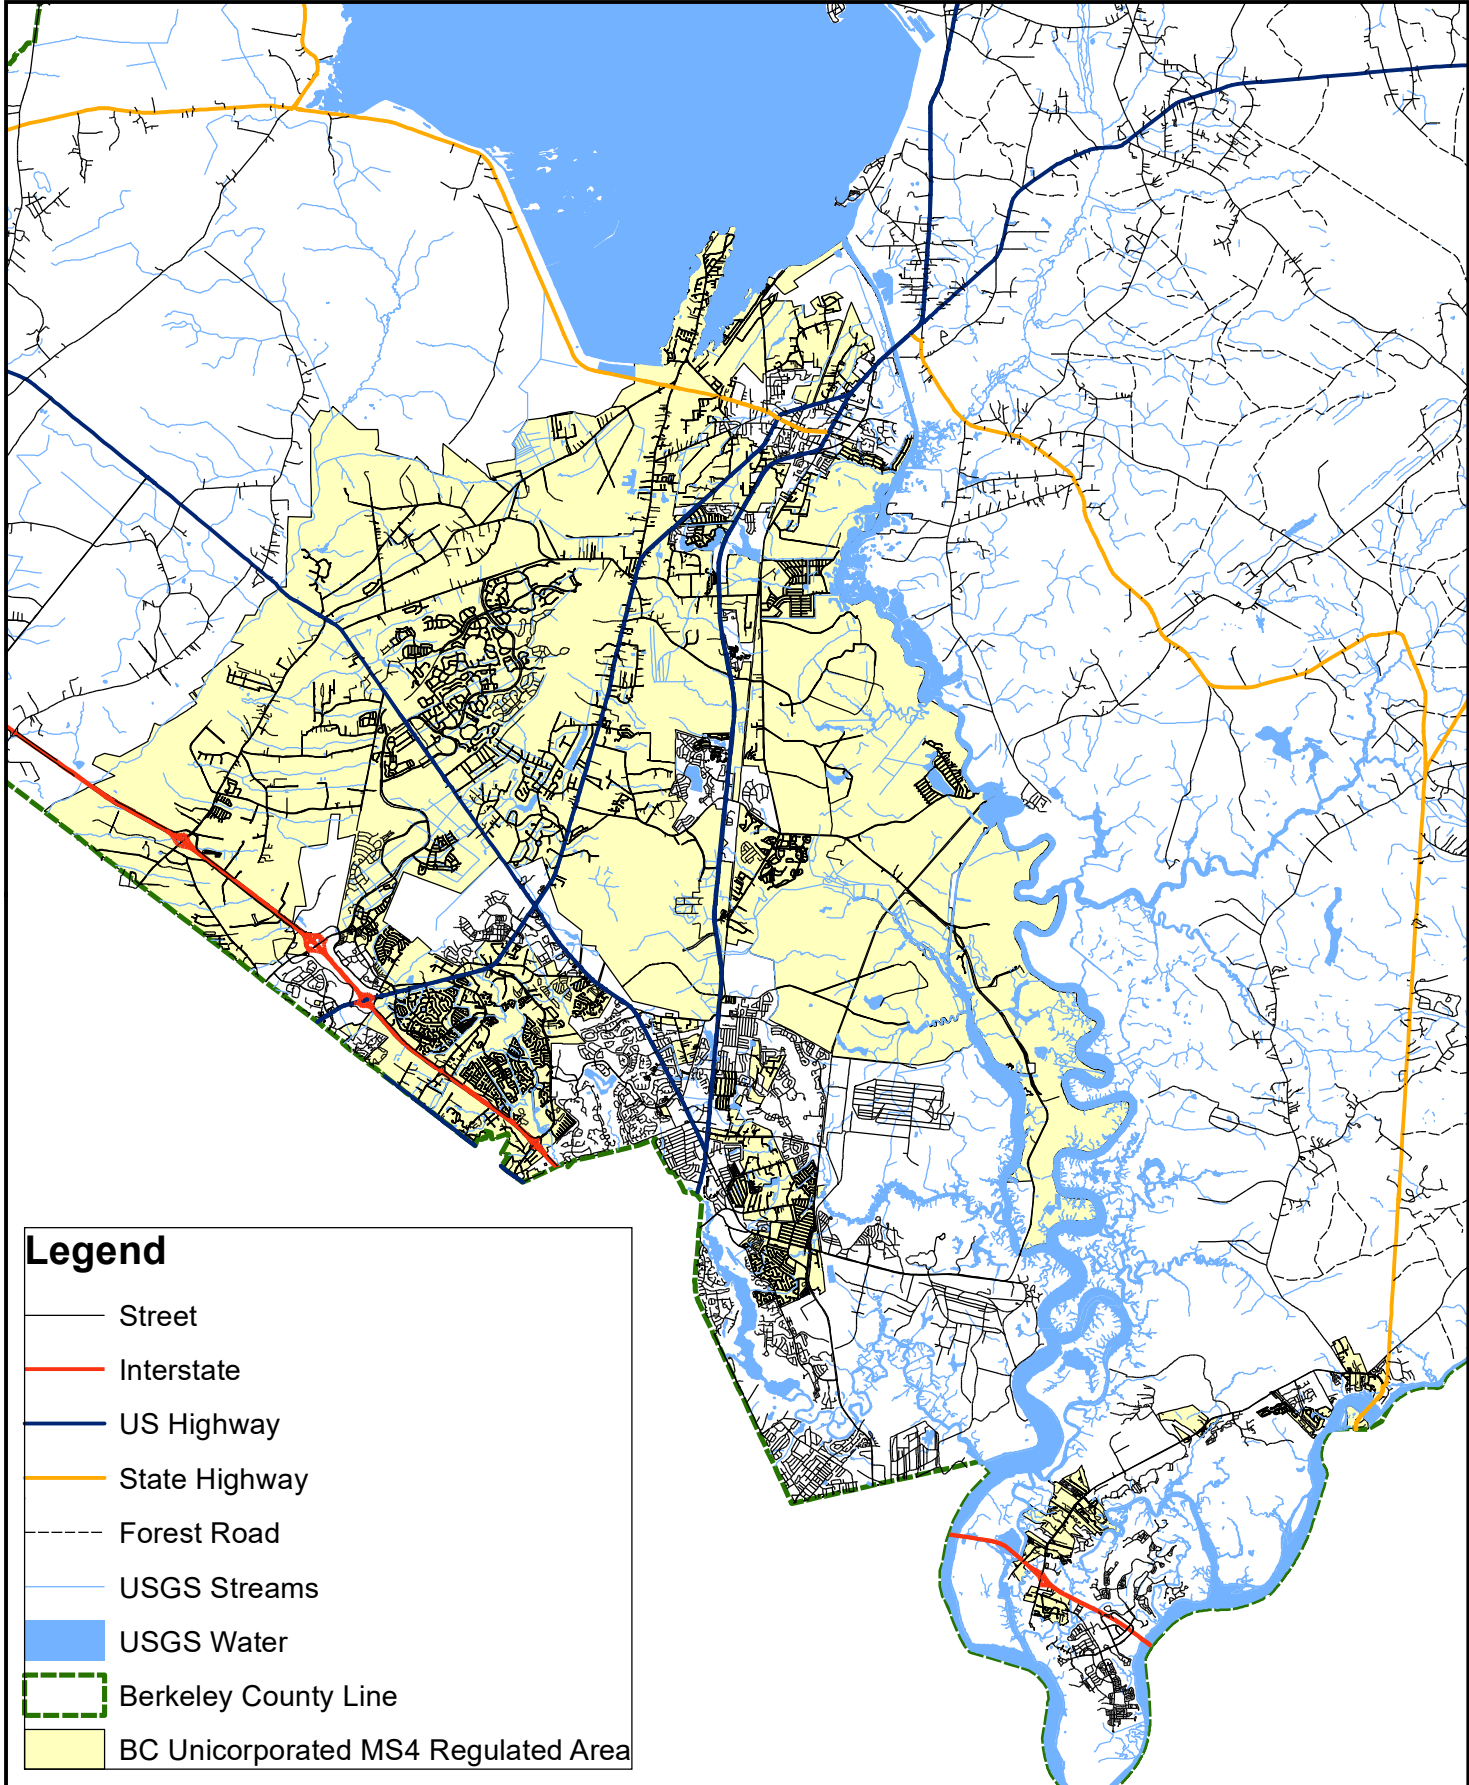 Legend
Street
Interstate
US Highway
State Highway
Forest Road
USGS Streams
USGS Water
Berkeley County Line
BC Unicorporated MS4 Regulated Area